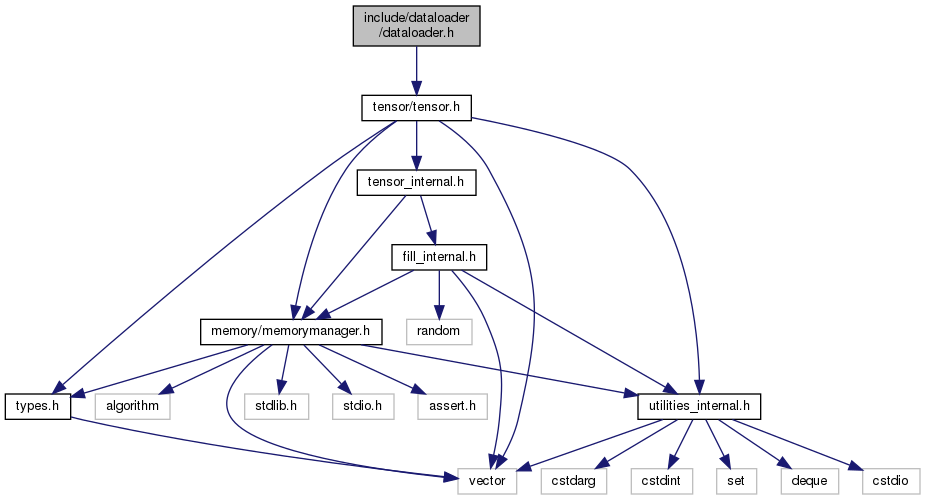 include/dataloader
/dataloader.h
tensor/tensor.h
tensor_internal.h
fill_internal.h
memory/memorymanager.h
random
types.h
algorithm
stdlib.h
stdio.h
assert.h
utilities_internal.h
vector
cstdarg
cstdint
set
deque
cstdio